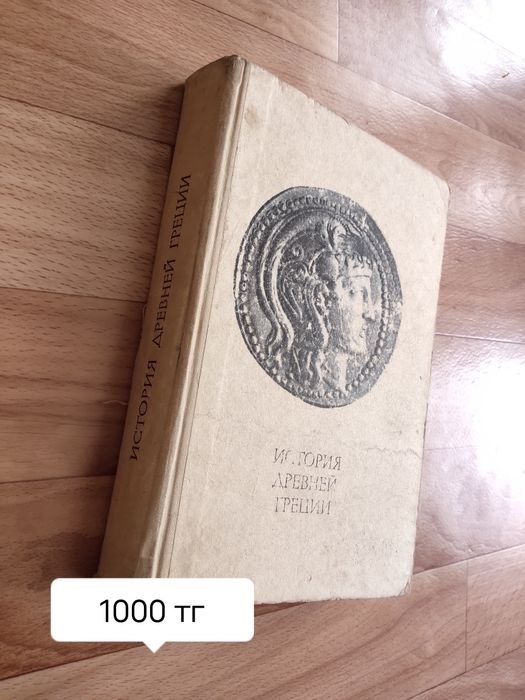 ИСТОРИЯ ДРЕВНЕЙ ГРЕЦИИ
ИСТОРИЯ
ДРЕВНЕЙ
ГРЕЦИИ
1000 тг